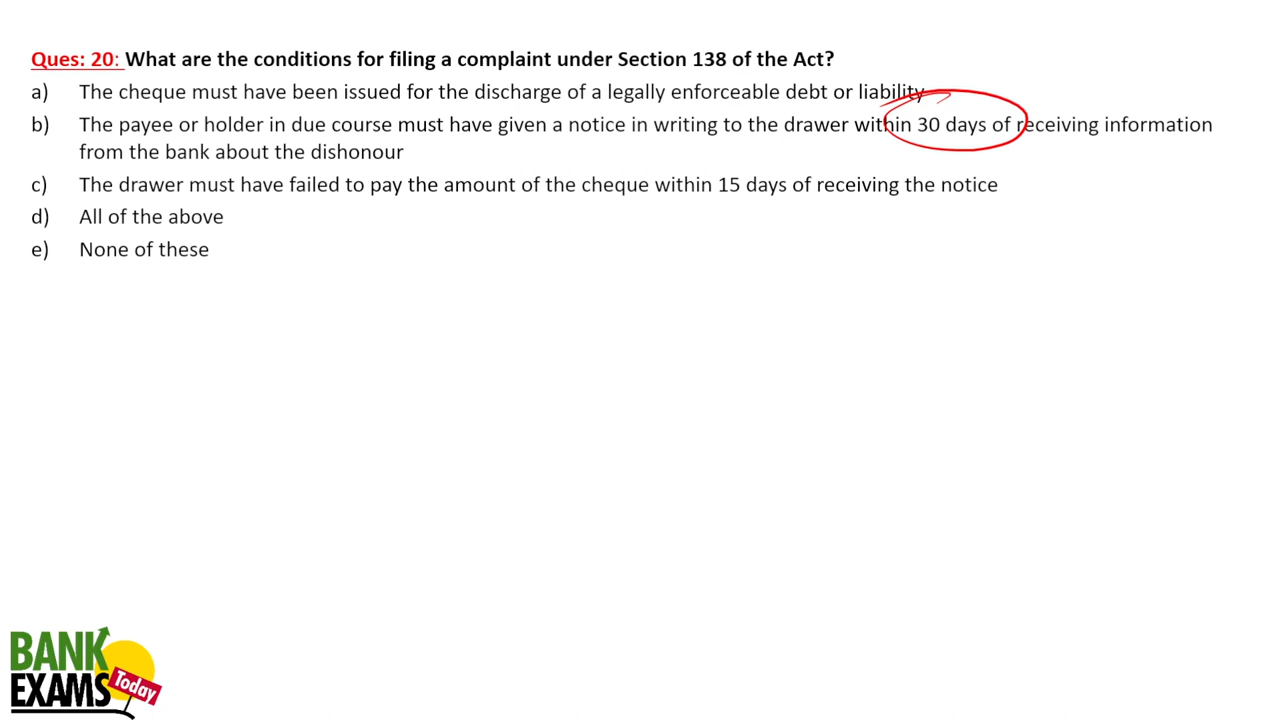 Ques: 20: What are the conditions for filing a complaint under Section 138 of the Act?
a) The cheque must have been issued for the discharge of a legally enforceable debt or liability
b) The payee or holder in due course must have given a notice in writing to the drawer within 30 days of receiving information
from the bank about the dishonour
c) The drawer must have failed to pay the amount of the cheque within 15 days of receiving the notice
d) All of the above
e) None of these
BANK
EXAMS Today